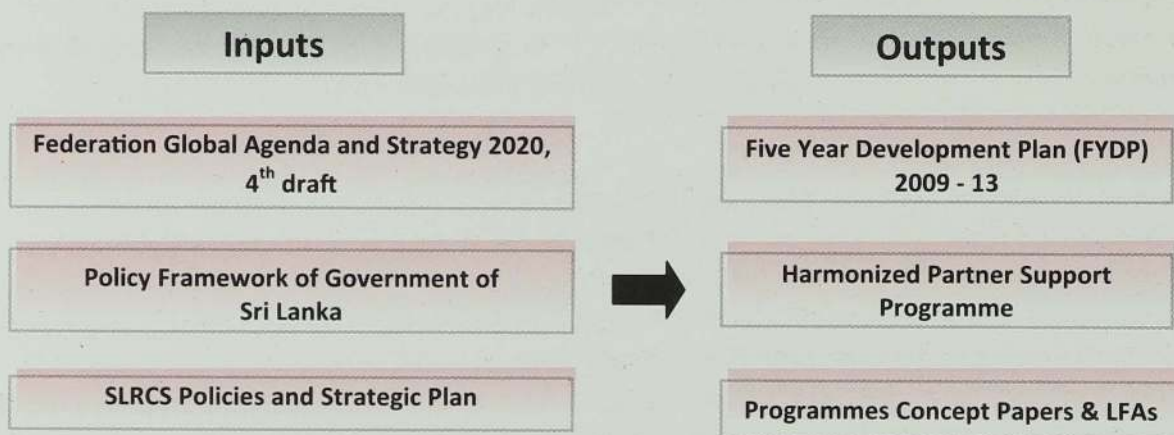 Inputs
Federation Global Agenda and Strategy 2020,
4th draft
Policy Framework of Government of
Sri Lanka
SLRCS Policies and Strategic Plan
Outputs
Five Year Development Plan (FYDP)
2009 - 13
Harmonized Partner Support
Programme
Programmes Concept Papers & LFAs